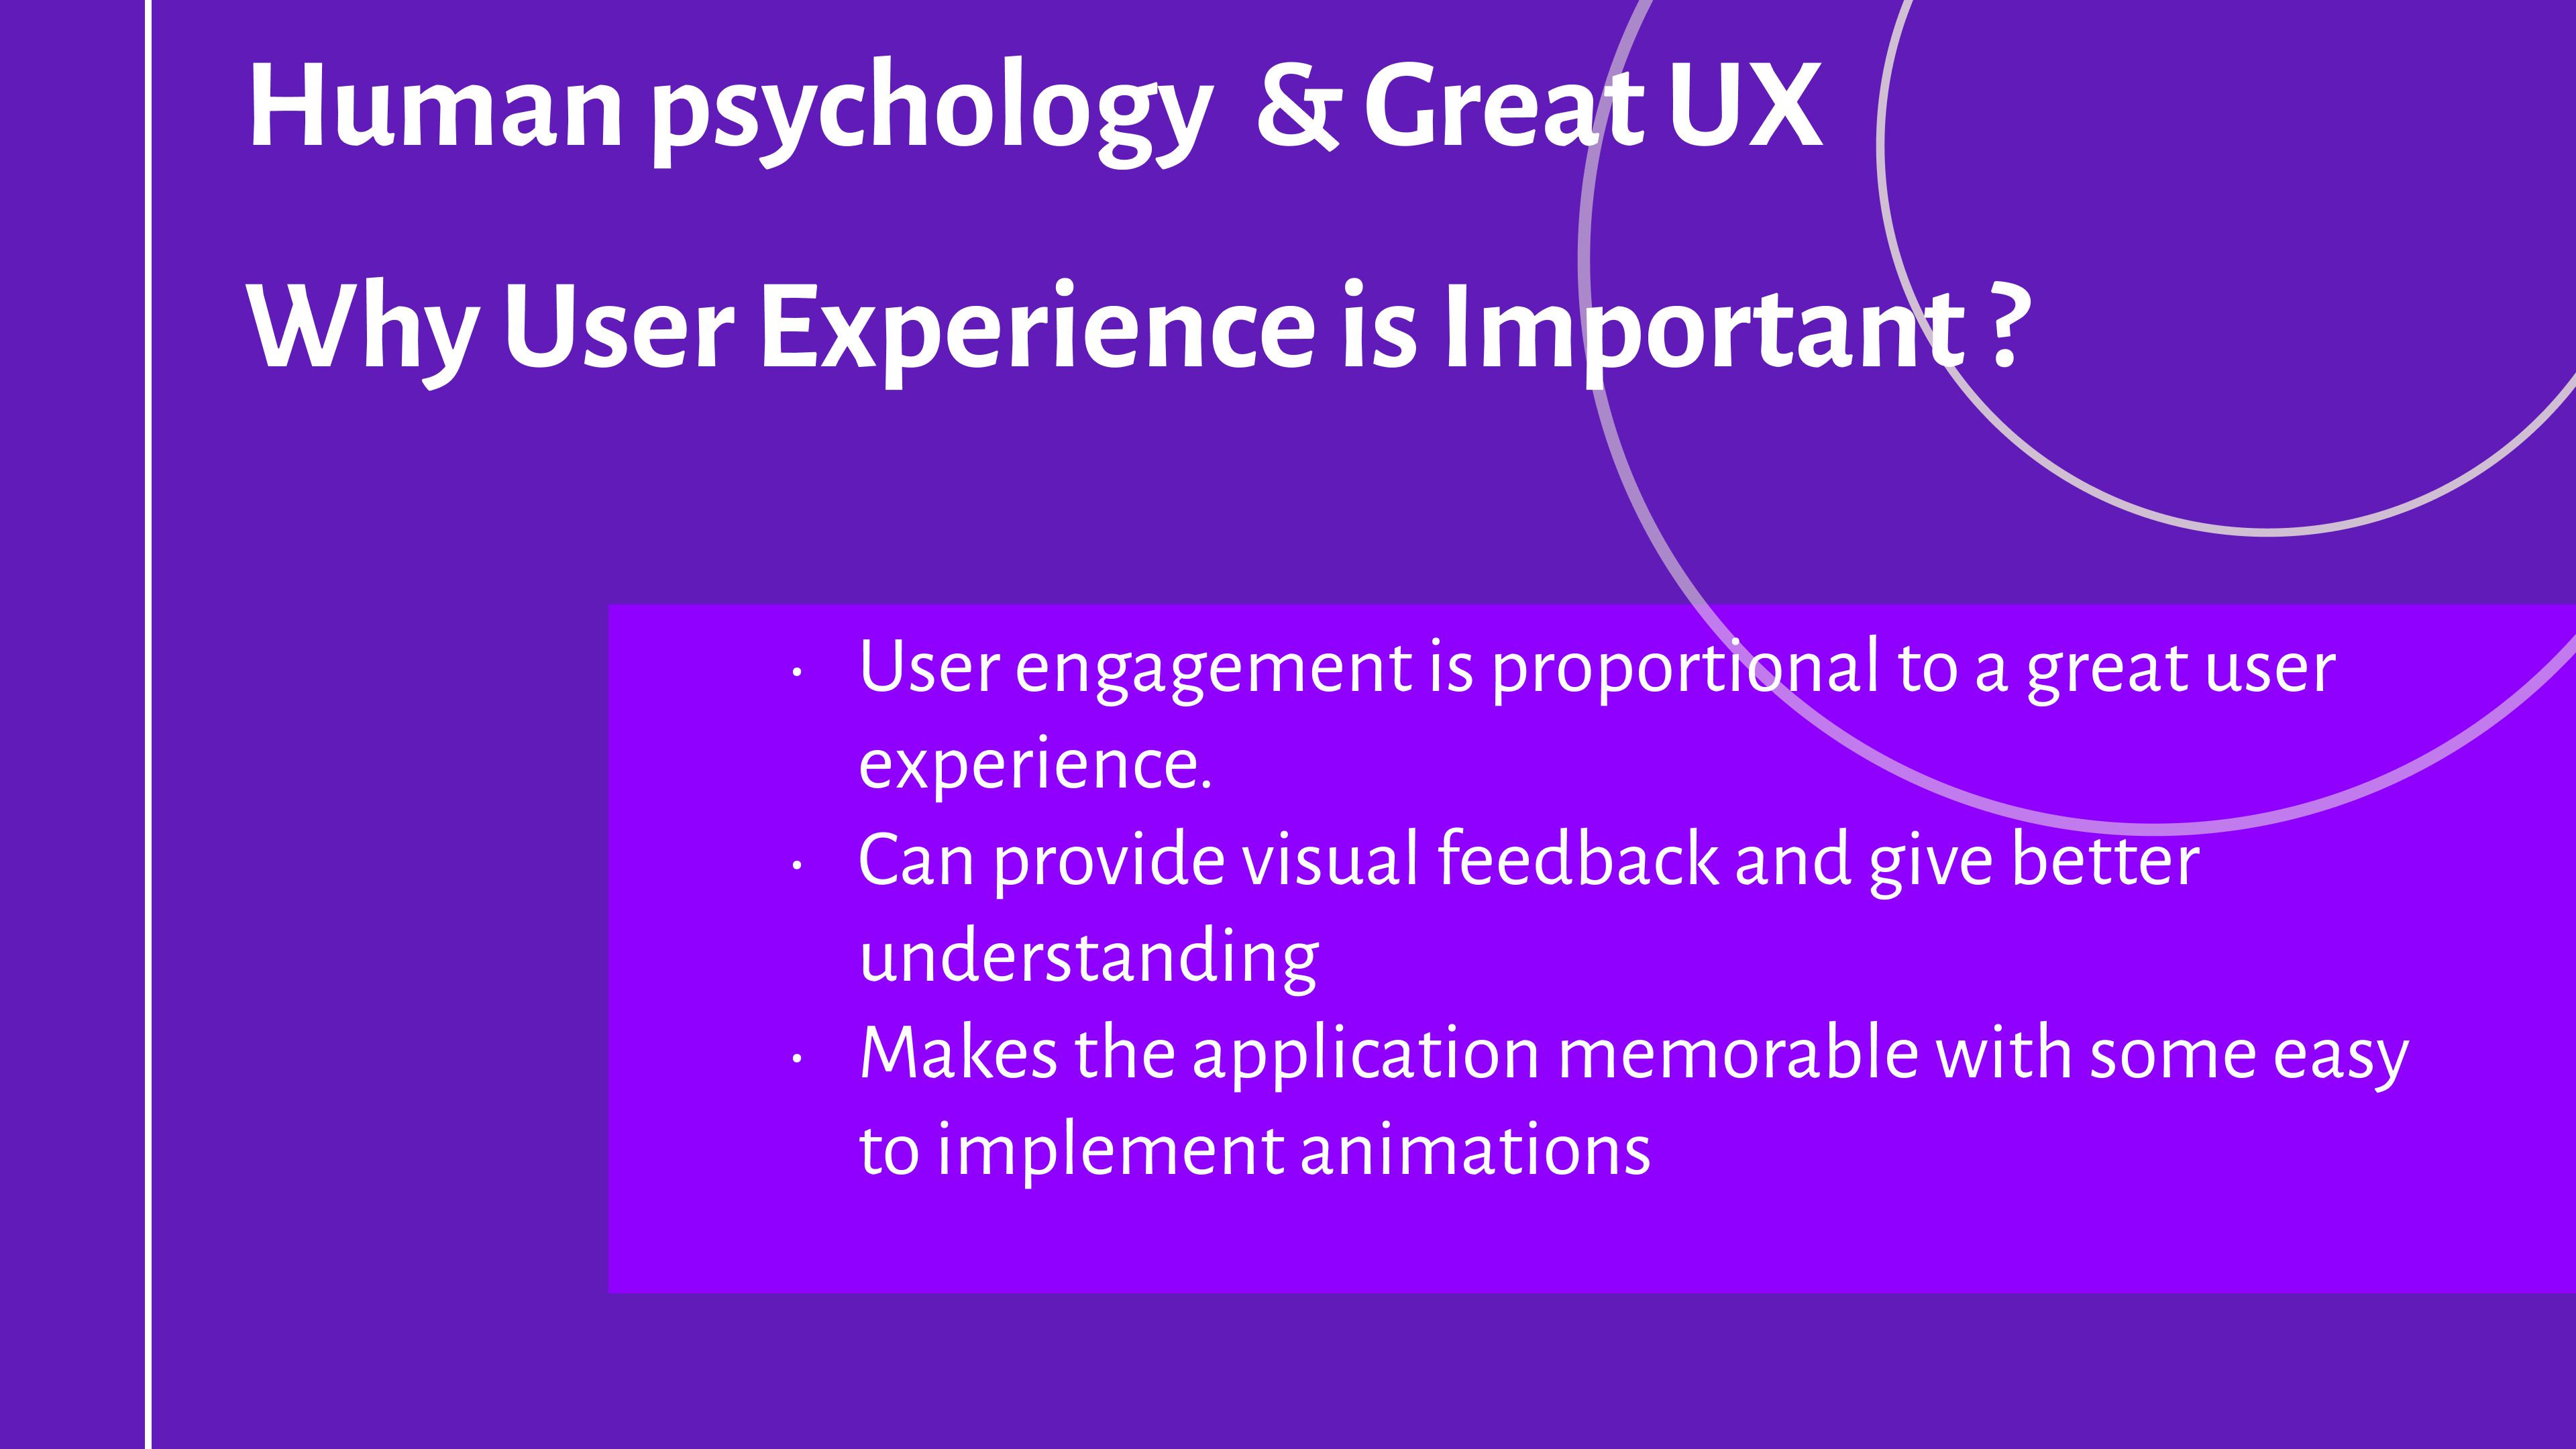 Human psychology  & Great UX
Why User Experience is Important ?
· User engagement is proportional to a great user
experience.
· Can provide visual feedback and give better
understanding
· Makes the application memorable with some easy
to implement animations